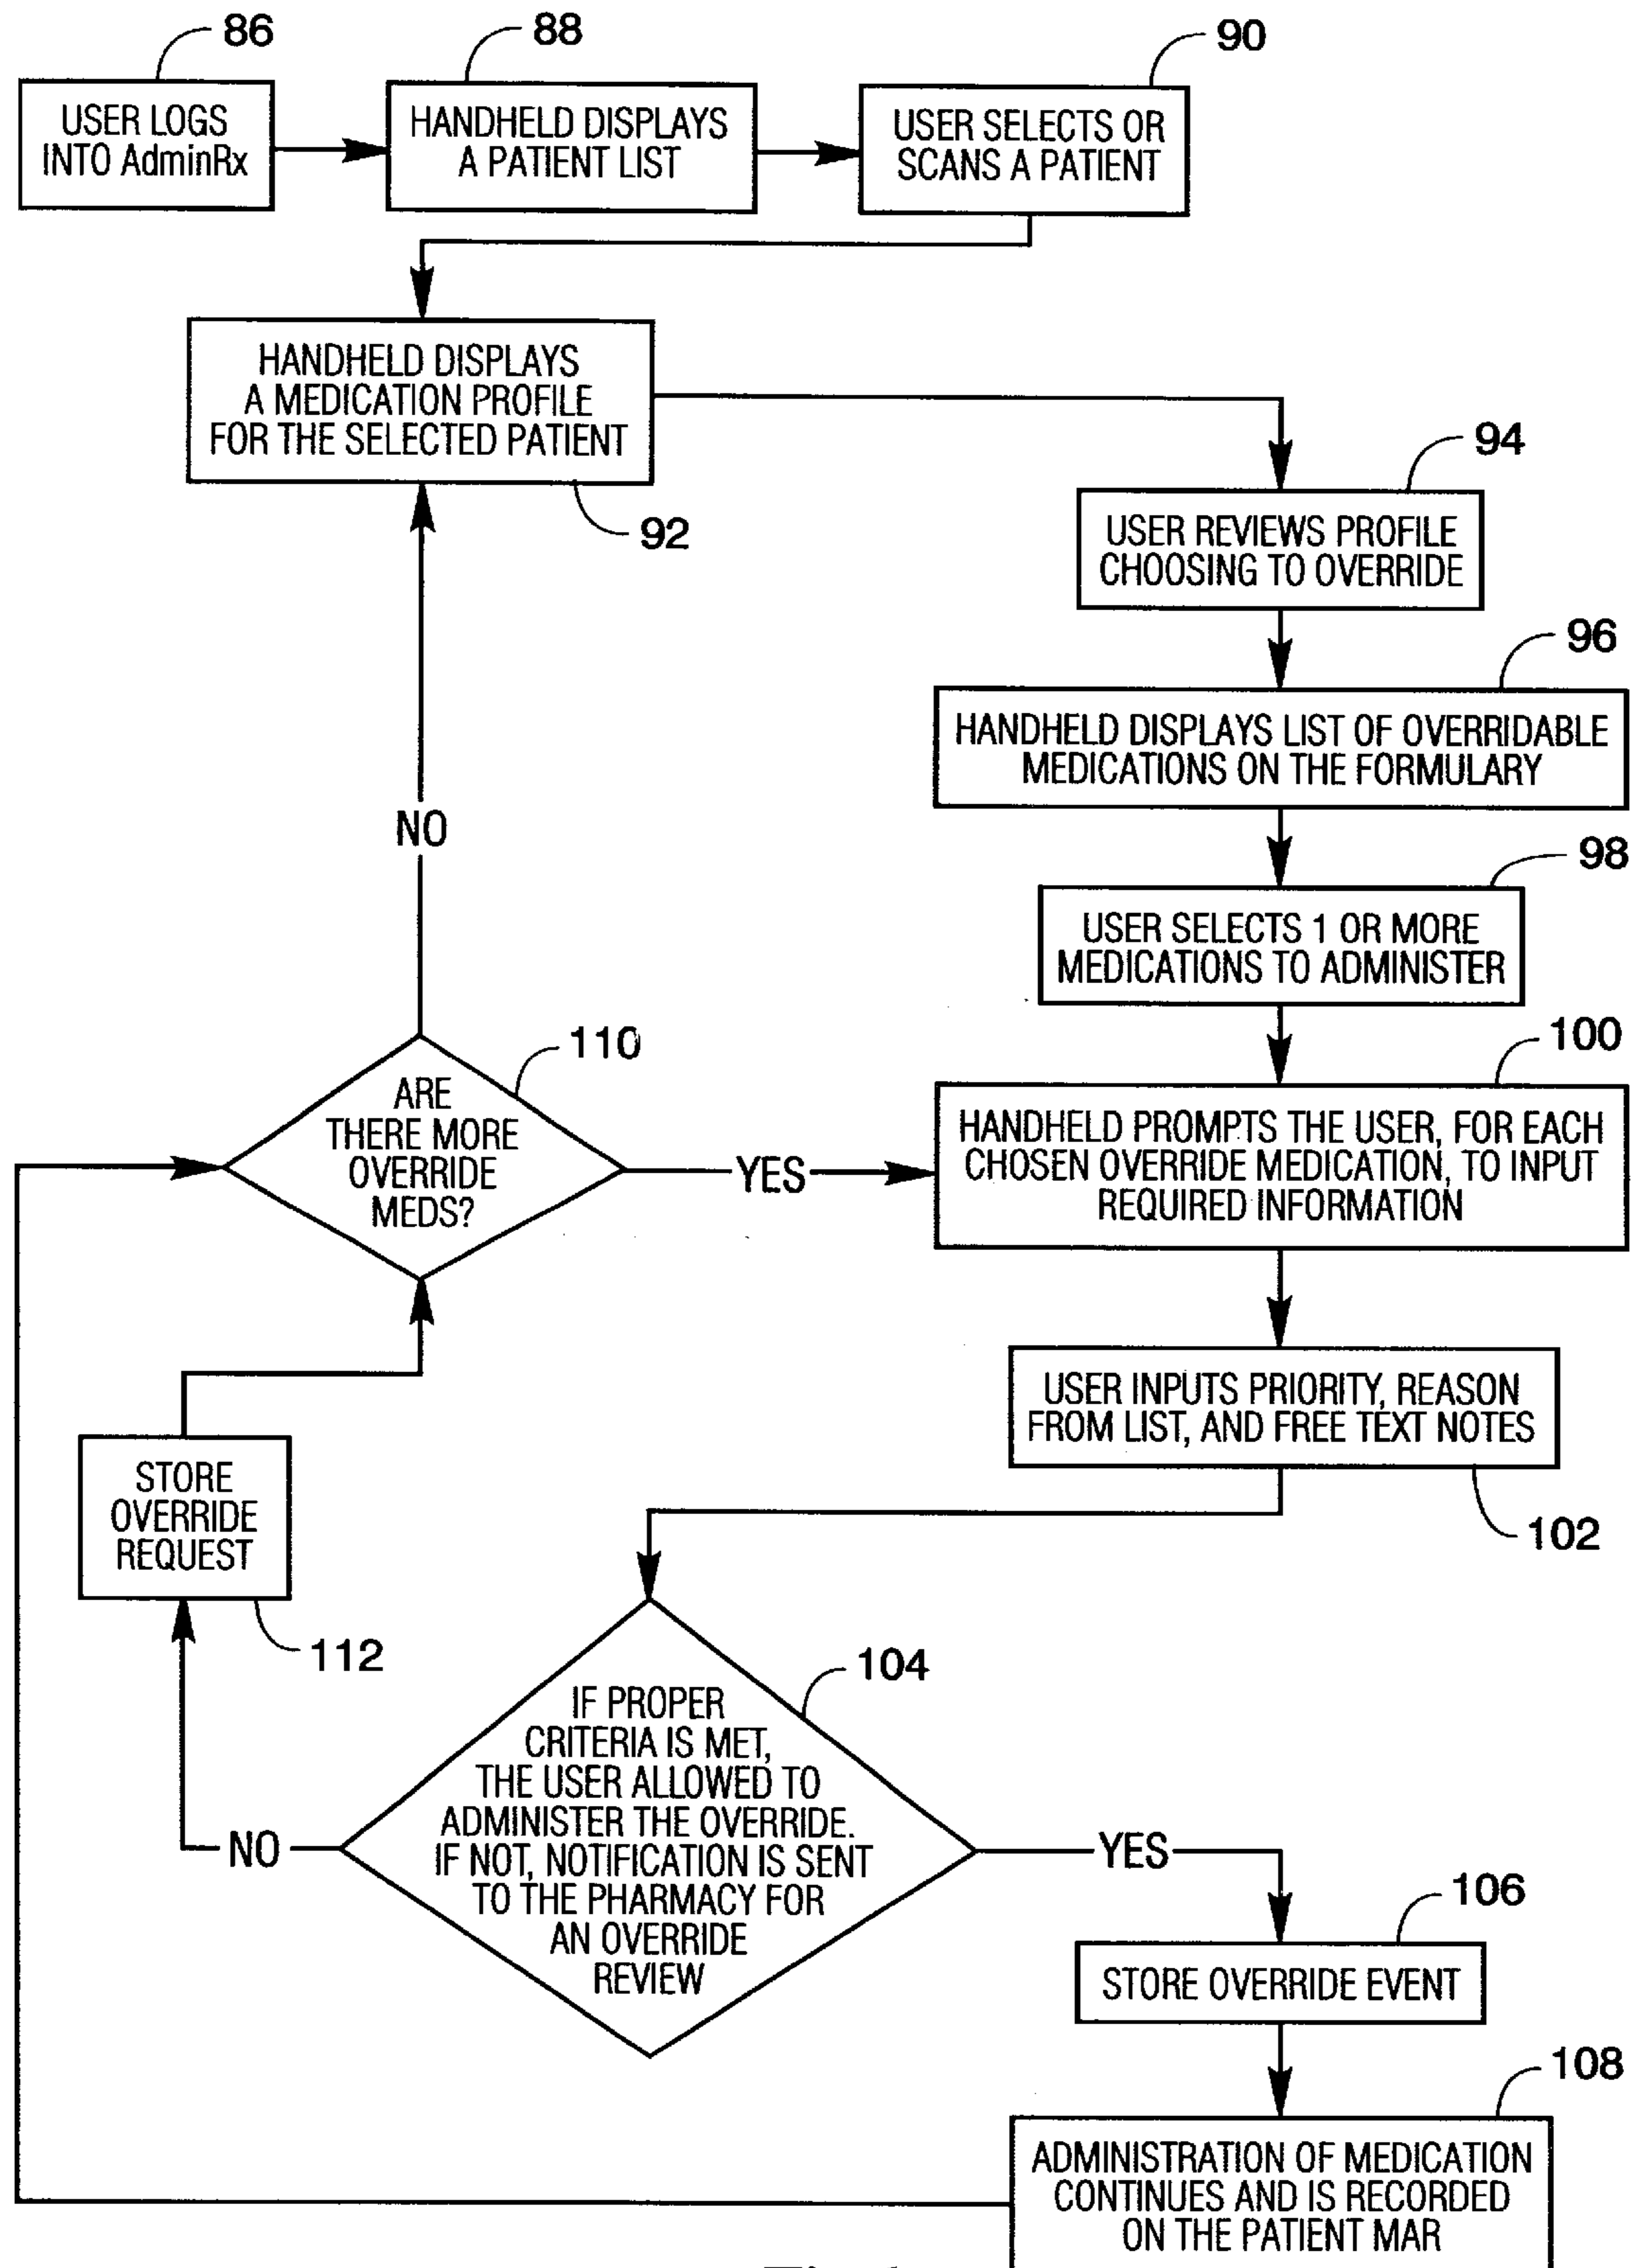 86
88
90
USER LOGS
INTO AdminRx
HANDHELD DISPLAYS
A PATIENT LIST
USER SELECTS OR
SCANS A PATIENT
HANDHELD DISPLAYS
A MEDICATION PROFILE
FOR THE SELECTED PATIENT
92
94
USER REVIEWS PROFILE
CHOOSING TO OVERRIDE
96
HANDHELD DISPLAYS LIST OF OVERRIDABLE
MEDICATIONS ON THE FORMULARY
NO
98
USER SELECTS 1 OR MORE
MEDICATIONS TO ADMINISTER
110
ARE
THERE MORE
OVERRIDE
MEDS?
YES
100
HANDHELD PROMPTS THE USER, FOR EACH
CHOSEN OVERRIDE MEDICATION, TO INPUT
REQUIRED INFORMATION
USER INPUTS PRIORITY, REASON
FROM LIST, AND FREE TEXT NOTES
102
STORE
OVERRIDE
REQUEST
112
104
IF PROPER
CRITERIA IS MET,
THE USER ALLOWED TO
ADMINISTER THE OVERRIDE.
IF NOT, NOTIFICATION IS SENT
TO THE PHARMACY FOR
AN OVERRIDE
REVIEW
NO
YES
106
STORE OVERRIDE EVENT
108
ADMINISTRATION OF MEDICATION
CONTINUES AND IS RECORDED
ON THE PATIENT MAR